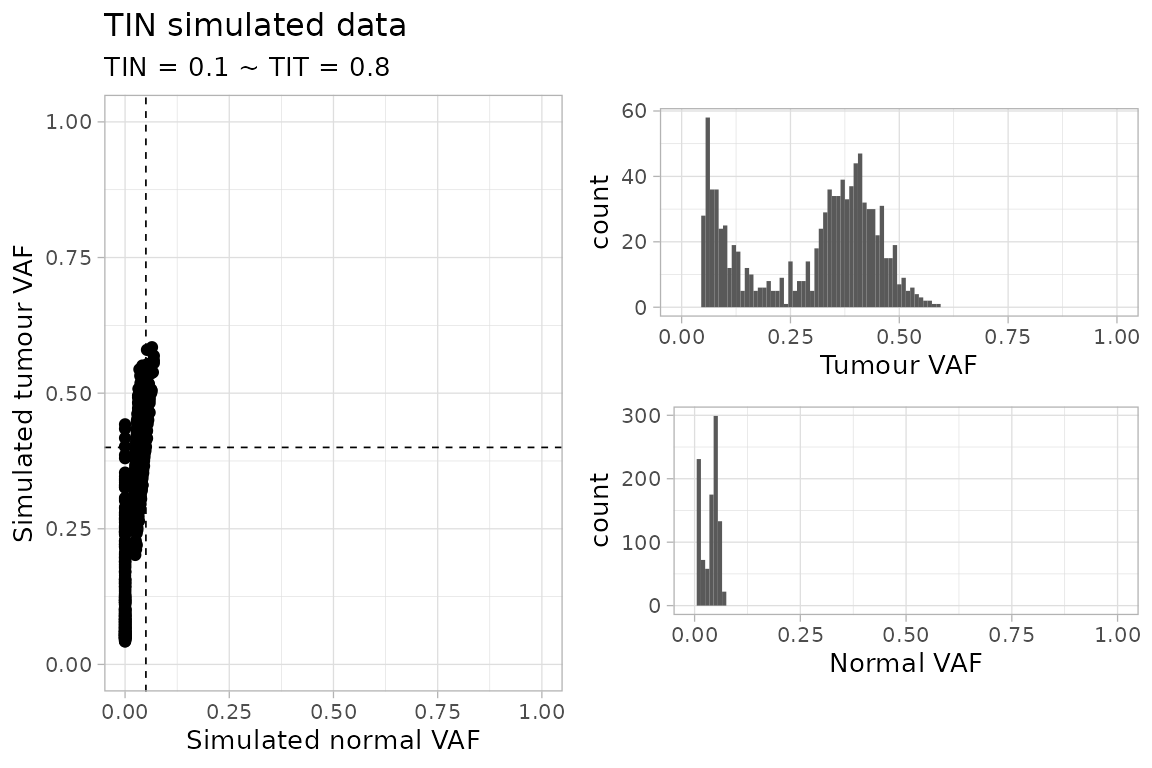 TIN simulated data
TIN = 0.1 ~ TIT = 0.8
Simulated tumour VAF
1.00
0.75
0.50
0.25
0.00
0.00 0.25 0.50 0.75 1.00
Simulated normal VAF
count
60
40
20
0
0.00 0.25 0.50 0.75 1.00
Tumour VAF
count
300
200
100
0
0.00 0.25 0.50 0.75 1.00
Normal VAF